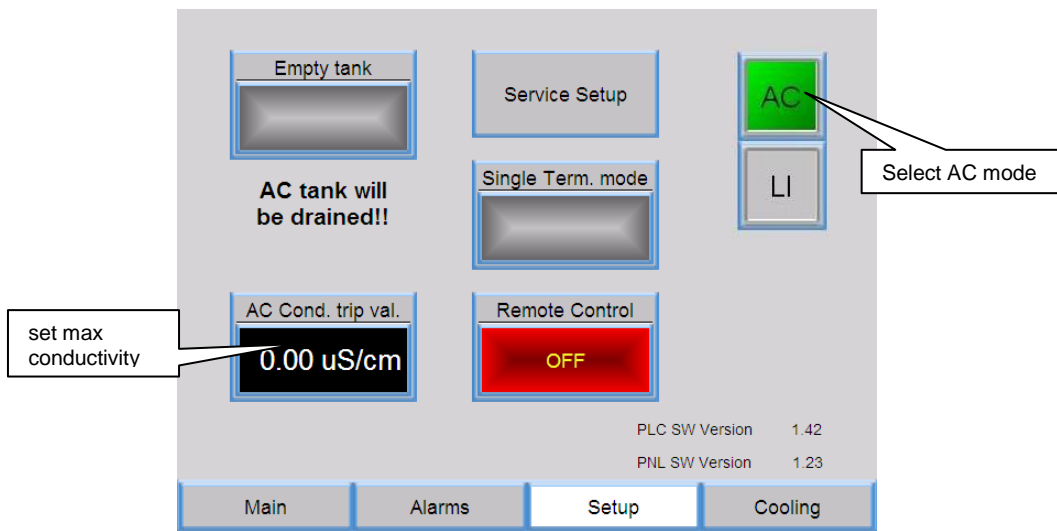 Empty tank
Service Setup
AC
Select AC mode
LI
AC tank will
be drained!!
Single Term. mode
AC Cond. trip val.
0.00 uS/cm
set max
conductivity
Remote Control
OFF
PLC SW Version 1.42
PNL SW Version 1.23
Main
Alarms
Setup
Cooling